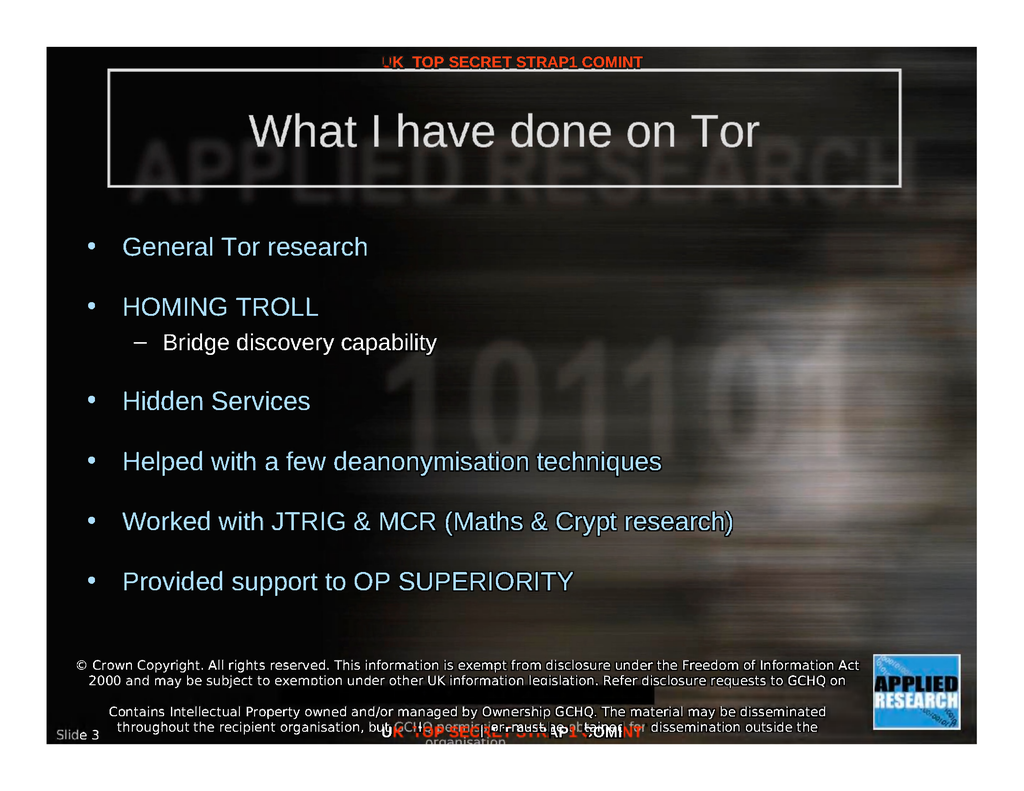 UK TOP SECRET STRAP1 COMINT
APPLIED RESEARCH
What I have done on Tor
• General Tor research
• HOMING TROLL
– Bridge discovery capability
101101
• Hidden Services
• Helped with a few deanonymisation techniques
• Worked with JTRIG & MCR (Maths & Crypt research)
• Provided support to OP SUPERIORITY
© Crown Copyright. All rights reserved. This information is exempt from disclosure under the Freedom of Information Act
2000 and may be subject to exemption under other UK information legislation. Refer disclosure requests to GCHQ on
Contains Intellectual Property owned and/or managed by Ownership GCHQ. The material may be disseminated
throughout the recipient organisation, but GCHQ permission must be obtained for dissemination outside the
organisation
UK TOP SECRET STRAP1 COMINT
Slide 3
APPLIED
RESEARCH